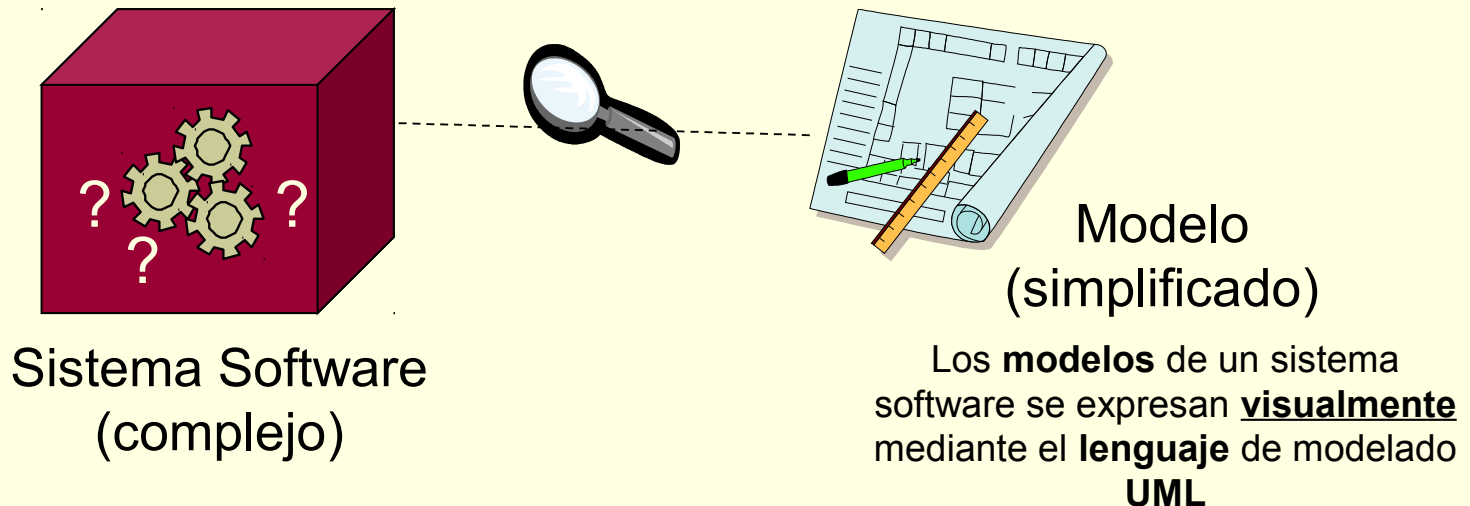 ? ?
?
Sistema Software
(complejo)
Modelo
(simplificado)
Los modelos de un sistema
software se expresan visualmente
mediante el lenguaje de modelado
UML